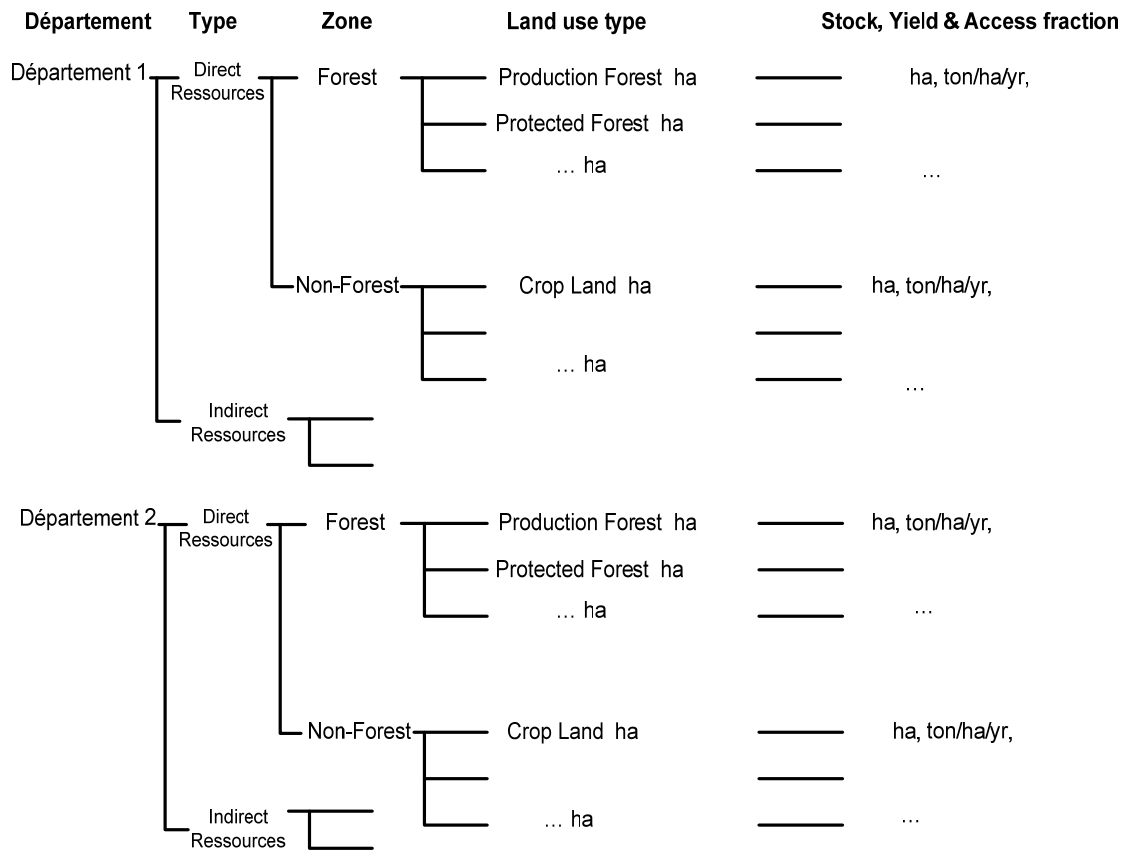 Département Type Zone Land use type Stock, Yield & Access fraction
Département 1 Direct Ressources Forest Production Forest ha ha, ton/ha/yr,
Protected Forest ha
... ha ...
Non-Forest Crop Land ha ha, ton/ha/yr,
... ha ...
Indirect Ressources
Département 2 Direct Ressources Forest Production Forest ha ha, ton/ha/yr,
Protected Forest ha
... ha ...
Non-Forest Crop Land ha ha, ton/ha/yr,
... ha ...
Indirect Ressources